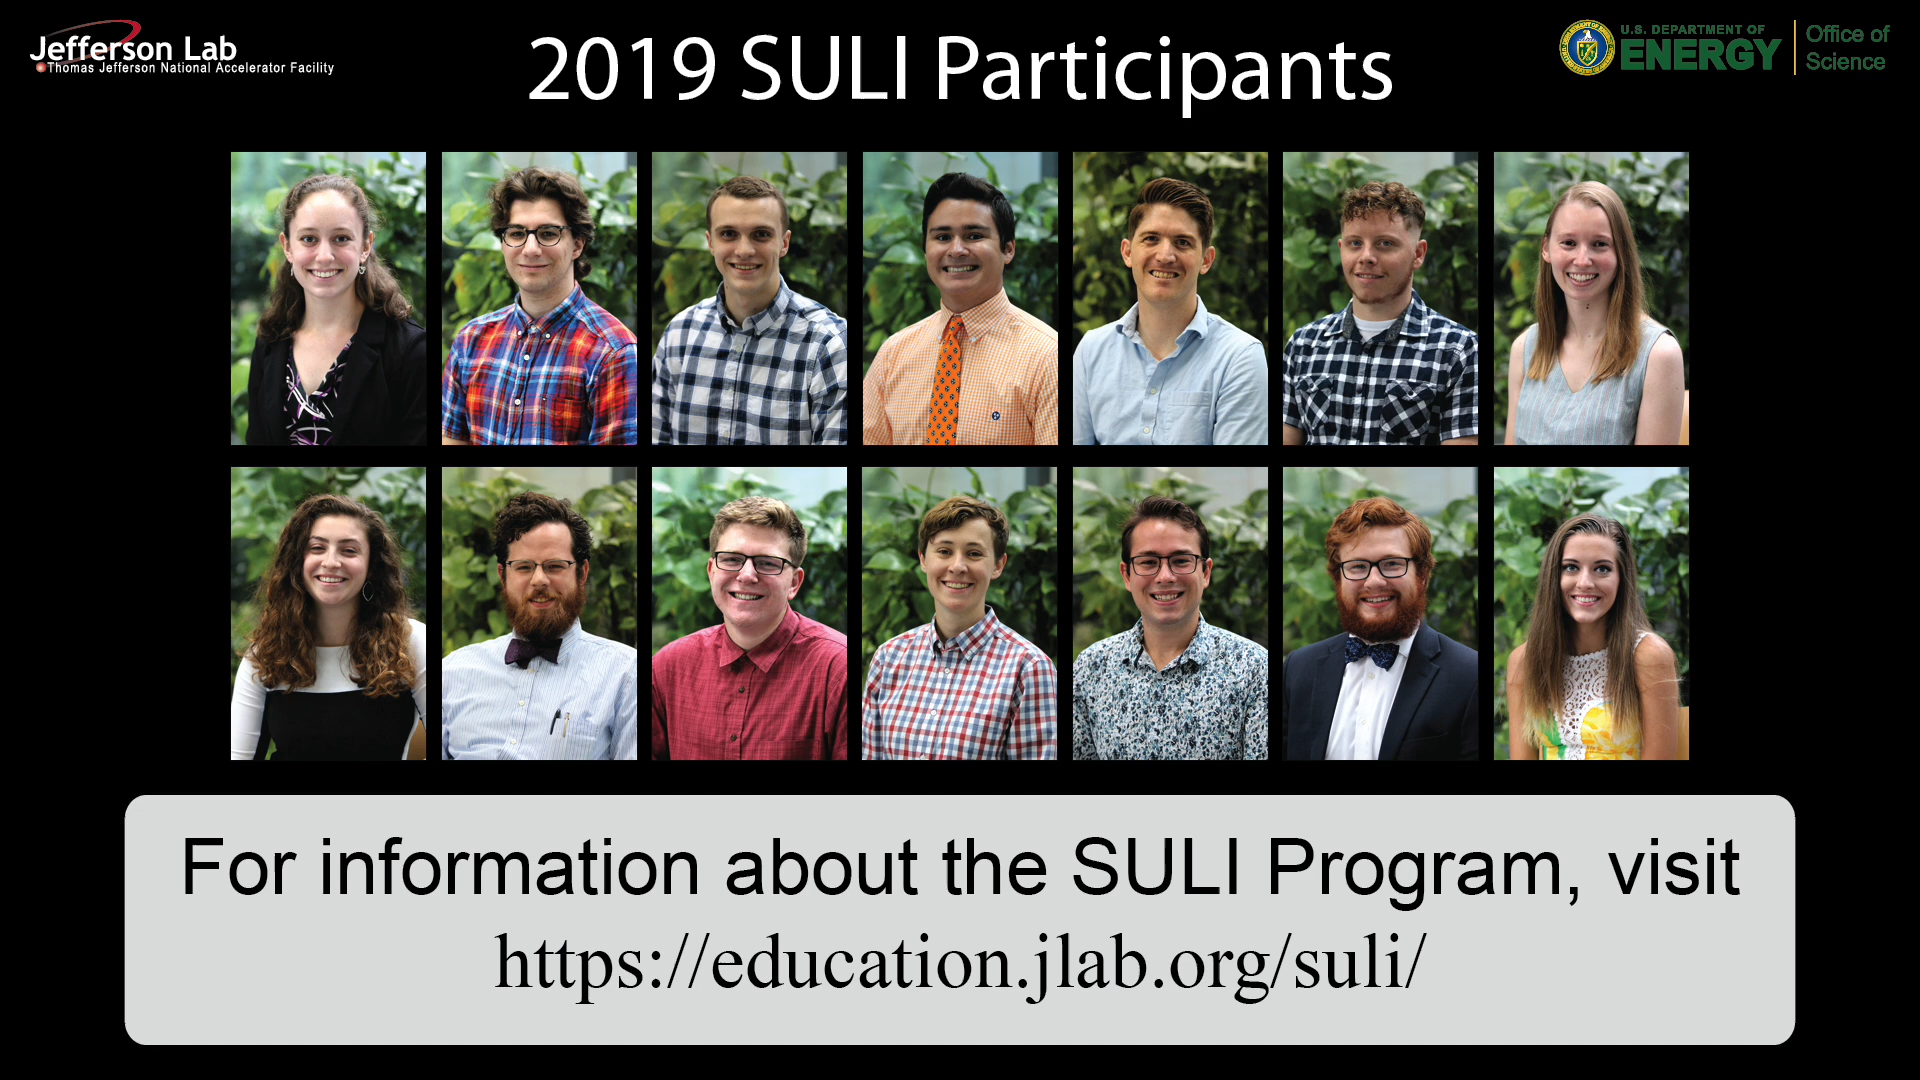 Jefferson Lab
Thomas Jefferson National Accelerator Facility
2019 SULI Participants
U.S. DEPARTMENT OF
ENERGY
Office of
Science
For information about the SULI Program, visit
https://education.jlab.org/suli/